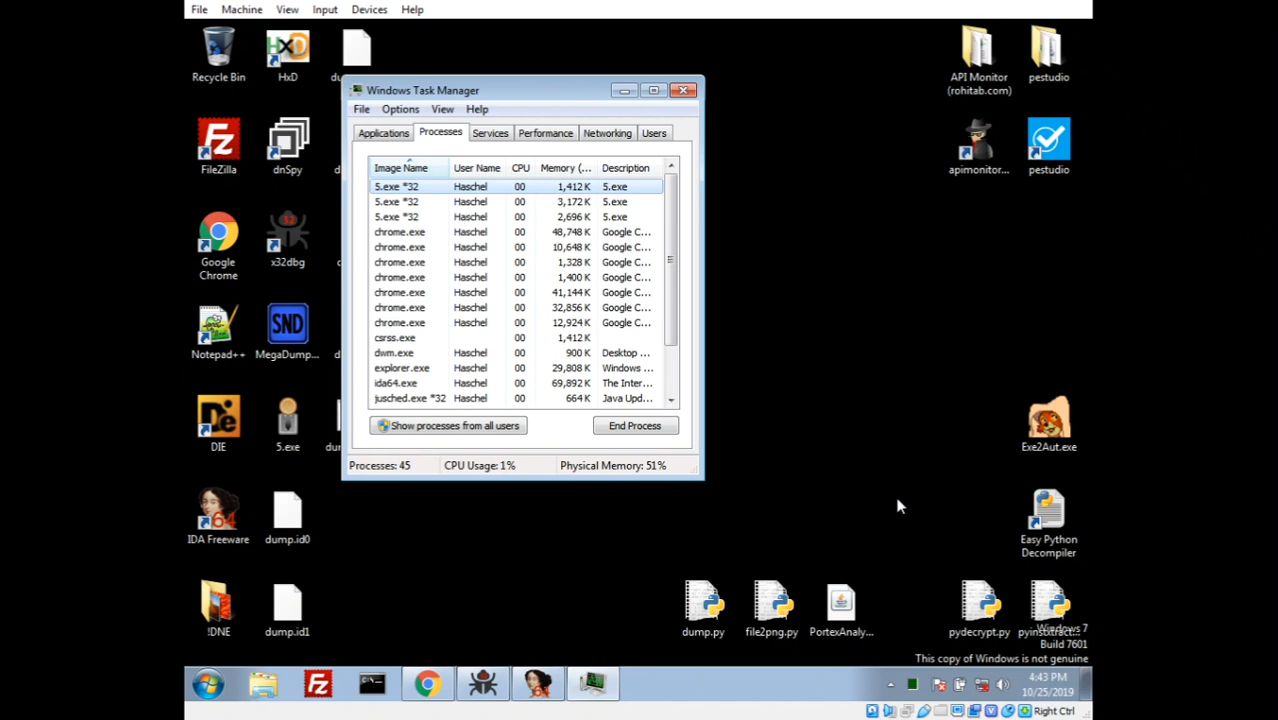 File Machine View Input Devices Help
Recycle Bin
HxD
API Monitor
(rohitab.com)
pestudio
Windows Task Manager
File Options View Help
Applications Processes Services Performance Networking Users
Image Name User Name CPU Memory (... Description
5.exe *32 Haschel 00 1,412 K 5.exe
5.exe *32 Haschel 00 3,172 K 5.exe
5.exe *32 Haschel 00 2,696 K 5.exe
chrome.exe Haschel 00 48,748 K Google C...
chrome.exe Haschel 00 10,648 K Google C...
chrome.exe Haschel 00 1,328 K Google C...
chrome.exe Haschel 00 1,400 K Google C...
chrome.exe Haschel 00 41,144 K Google C...
chrome.exe Haschel 00 32,856 K Google C...
chrome.exe Haschel 00 12,924 K Google C...
csrss.exe 00 1,412 K
dwm.exe Haschel 00 900 K Desktop ...
explorer.exe Haschel 00 29,808 K Windows ...
ida64.exe Haschel 00 69,892 K The Inter...
jusched.exe *32 Haschel 00 664 K Java Upd...
Show processes from all users
End Process
Processes: 45 CPU Usage: 1% Physical Memory: 51%
FileZilla
dnSpy
apimonitor...
pestudio
Google
Chrome
x32dbg
Notepad++
MegaDump...
DIE
5.exe
Exe2Aut.exe
IDA Freeware
dump.id0
Easy Python
Decompiler
!DNE
dump.id1
dump.py
file2png.py
PortexAnaly...
pydecrypt.py
Windows 7
Build 7601
This copy of Windows is not genuine
4:43 PM
10/25/2019
Right Ctrl